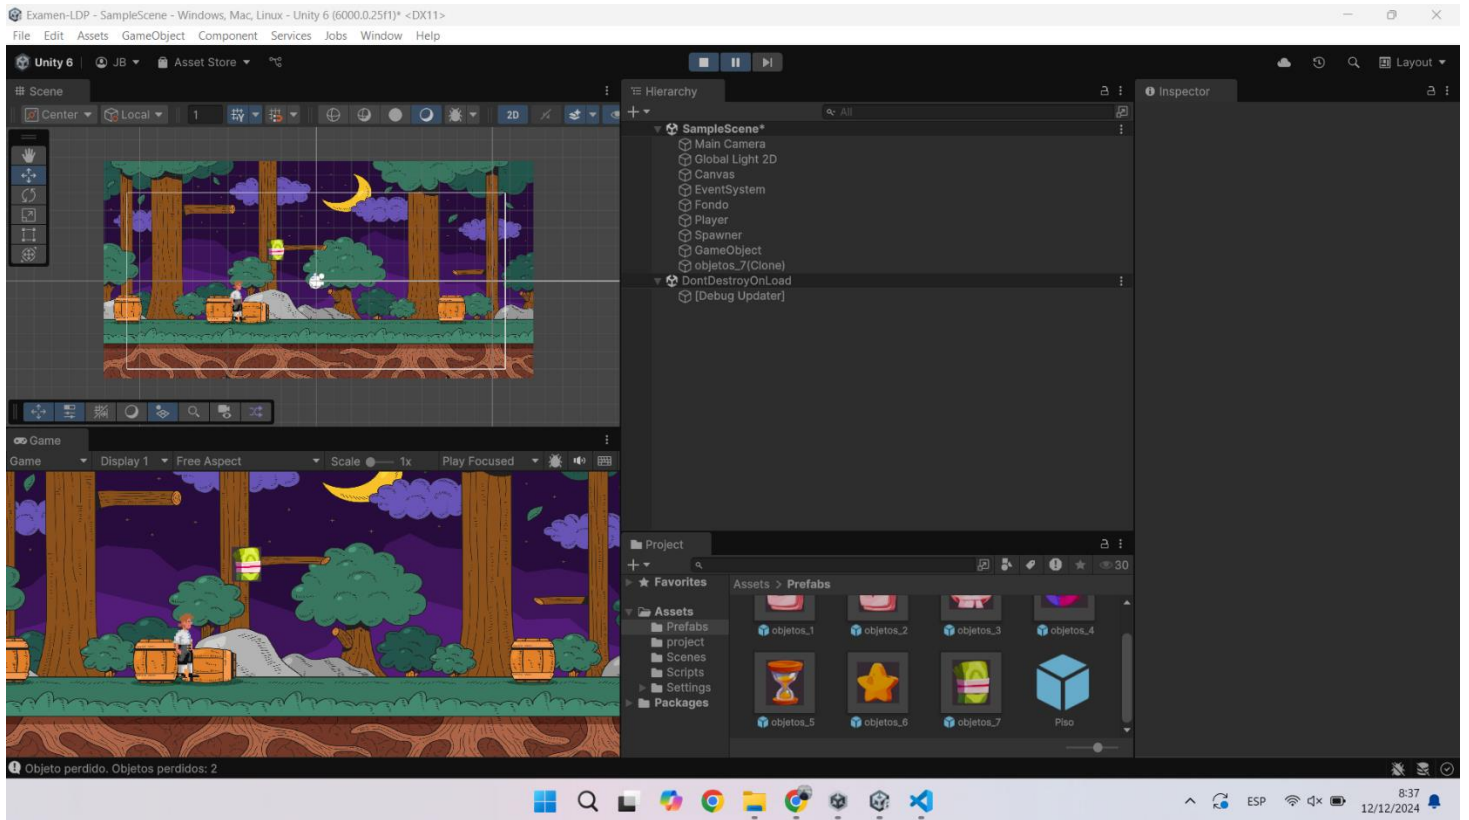 Examen-LDP - SampleScene - Windows, Mac, Linux - Unity 6 (6000.0.25f1)* <DX11>
File Edit Assets GameObject Component Services Jobs Window Help
Unity 6 JB Asset Store Layout
Scene
Center Local 1 2D
Hierarchy
All
SampleScene*
Main Camera
Global Light 2D
Canvas
EventSystem
Fondo
Player
Spawner
GameObject
objetos_7(Clone)
DontDestroyOnLoad
[Debug Updater]
Inspector
Game
Game Display 1 Free Aspect Scale 1x Play Focused
Project
30
Favorites
Assets
Prefabs
project
Scenes
Scripts
Settings
Packages
Assets > Prefabs
objetos_1 objetos_2 objetos_3 objetos_4
objetos_5 objetos_6 objetos_7 Piso
Objeto perdido. Objetos perdidos: 2
ESP
8:37
12/12/2024